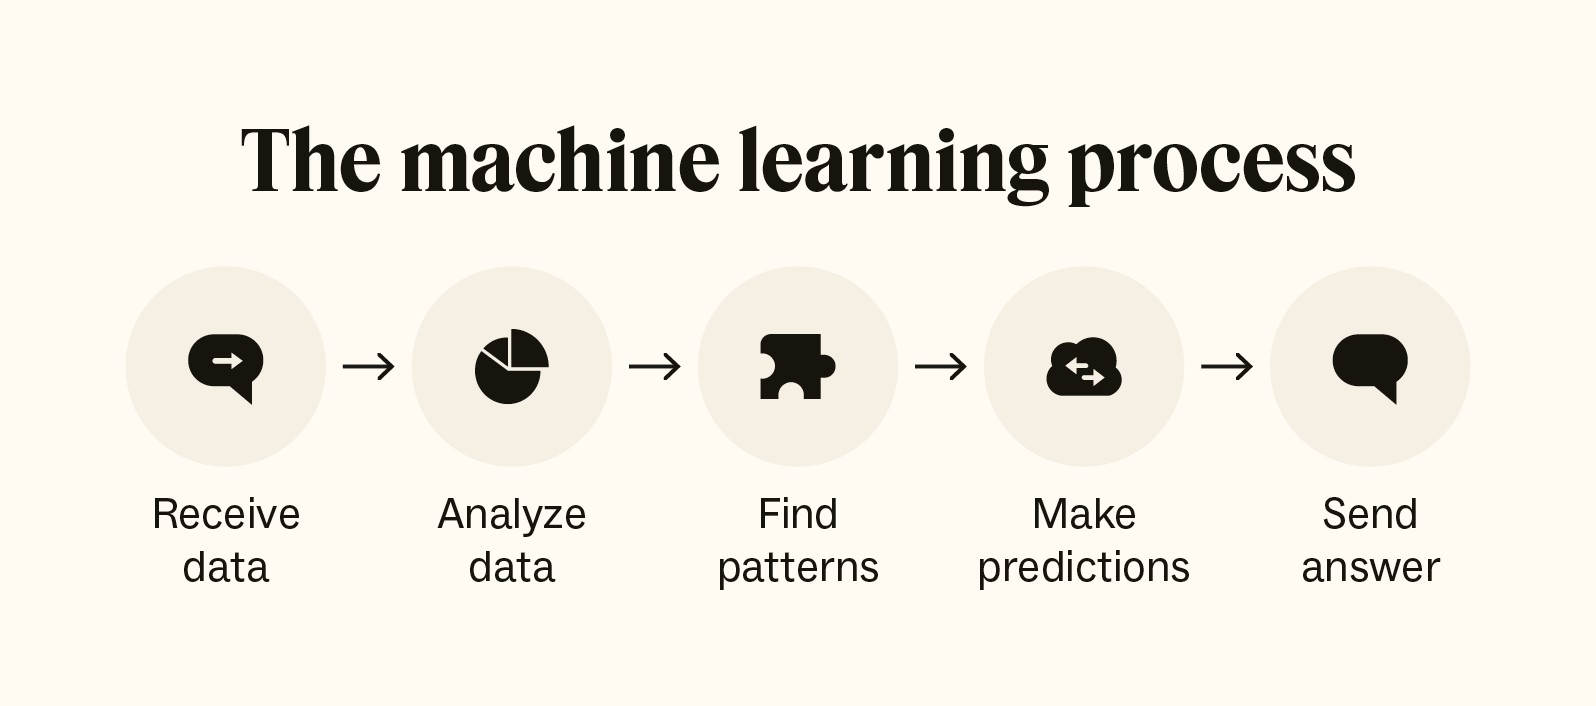 The machine learning process
Receive
data
Analyze
data
Find
patterns
Make
predictions
Send
answer